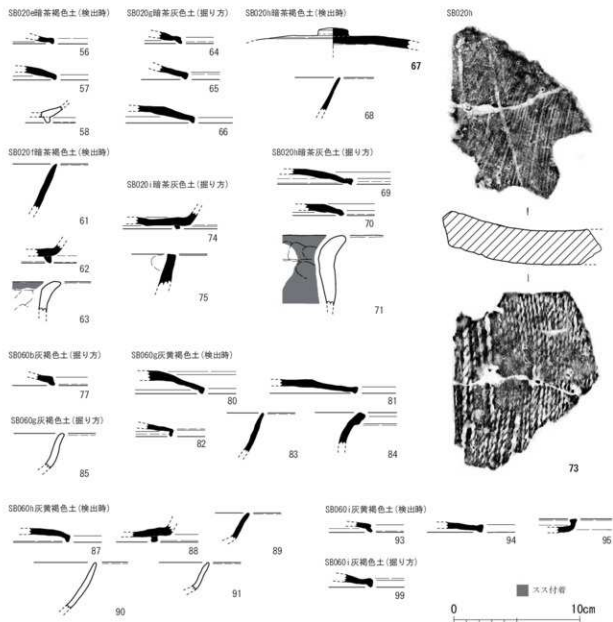 SB020e暗茶褐色土(検出時)
56
57
58
SB020g暗茶灰色土(掘り方)
64
65
66
SB020h暗茶褐色土(検出時)
67
68
SB020h
73
SB020f暗茶褐色土(検出時)
61
62
63
SB020i暗茶灰色土(掘り方)
74
75
SB020h暗茶灰色土(掘り方)
69
70
71
SB060b灰褐色土(掘り方)
77
SB060g灰褐色土(掘り方)
85
SB060g灰黄褐色土(検出時)
80
81
82
83
84
SB060h灰黄褐色土(検出時)
87
88
89
90
91
SB060i灰黄褐色土(検出時)
93
94
95
SB060i灰褐色土(掘り方)
99
スス付着
0 10cm